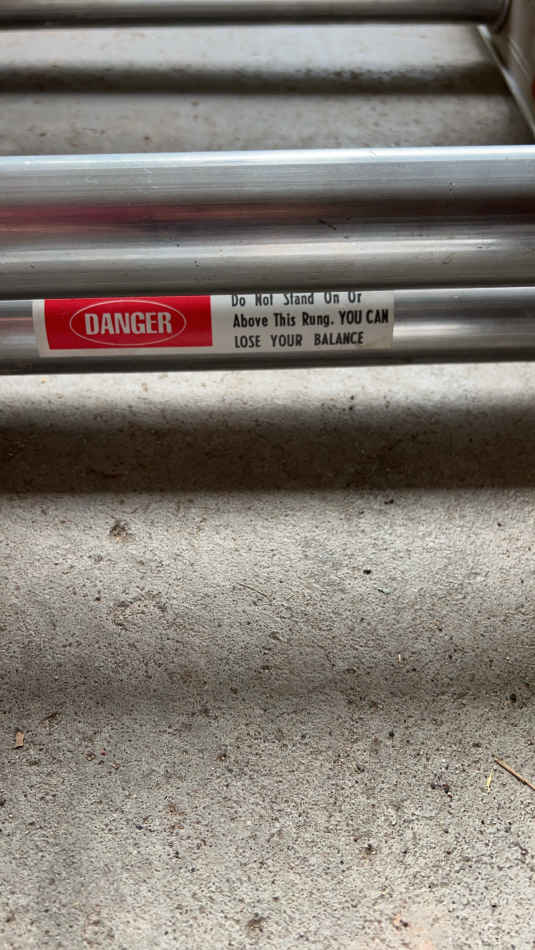 DANGER
Do Not Stand On Or
Above This Rung. YOU CAN
LOSE YOUR BALANCE